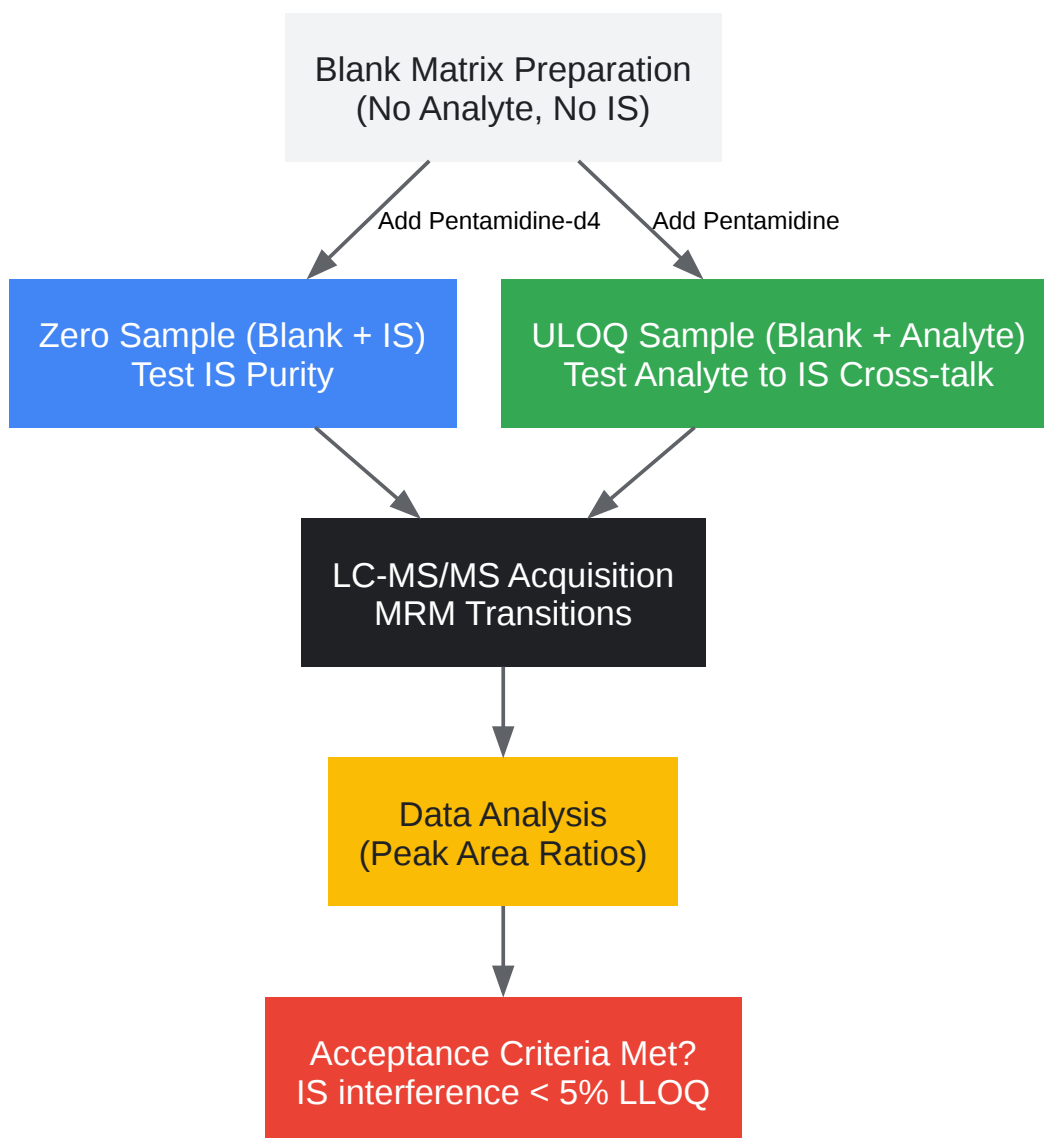 Blank Matrix Preparation
(No Analyte, No IS)
Add Pentamidine-d4
Add Pentamidine
Zero Sample (Blank + IS)
Test IS Purity
ULOQ Sample (Blank + Analyte)
Test Analyte to IS Cross-talk
LC-MS/MS Acquisition
MRM Transitions
Data Analysis
(Peak Area Ratios)
Acceptance Criteria Met?
IS interference < 5% LLOQ